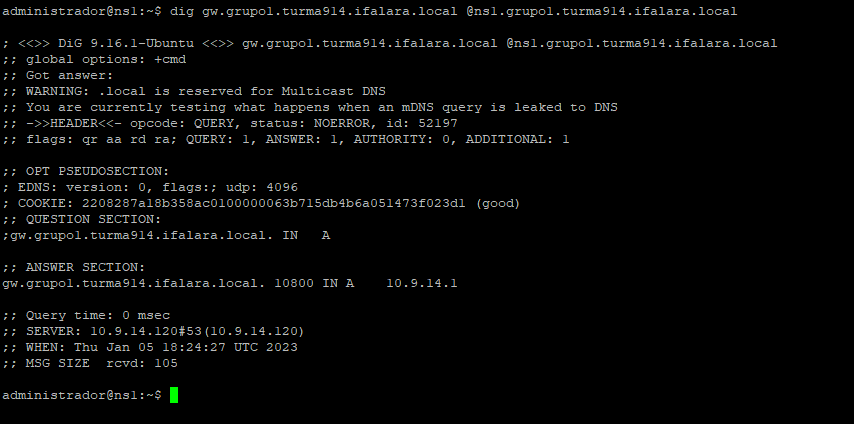 administrador@ns1:~$ dig gw.grupo1.turma914.ifalara.local @ns1.grupo1.turma914.ifalara.local
; <<>> DiG 9.16.1-Ubuntu <<>> gw.grupo1.turma914.ifalara.local @ns1.grupo1.turma914.ifalara.local
;; global options: +cmd
;; Got answer:
;; WARNING: .local is reserved for Multicast DNS
;; You are currently testing what happens when an mDNS query is leaked to DNS
;; ->>HEADER<<- opcode: QUERY, status: NOERROR, id: 52197
;; flags: qr aa rd ra; QUERY: 1, ANSWER: 1, AUTHORITY: 0, ADDITIONAL: 1
;; OPT PSEUDOSECTION:
; EDNS: version: 0, flags:; udp: 4096
; COOKIE: 2208287a18b358ac0100000063b715db4b6a051473f023d1 (good)
;; QUESTION SECTION:
;gw.grupo1.turma914.ifalara.local. IN A
;; ANSWER SECTION:
gw.grupo1.turma914.ifalara.local. 10800 IN A 10.9.14.1
;; Query time: 0 msec
;; SERVER: 10.9.14.120#53(10.9.14.120)
;; WHEN: Thu Jan 05 18:24:27 UTC 2023
;; MSG SIZE rcvd: 105
administrador@ns1:~$